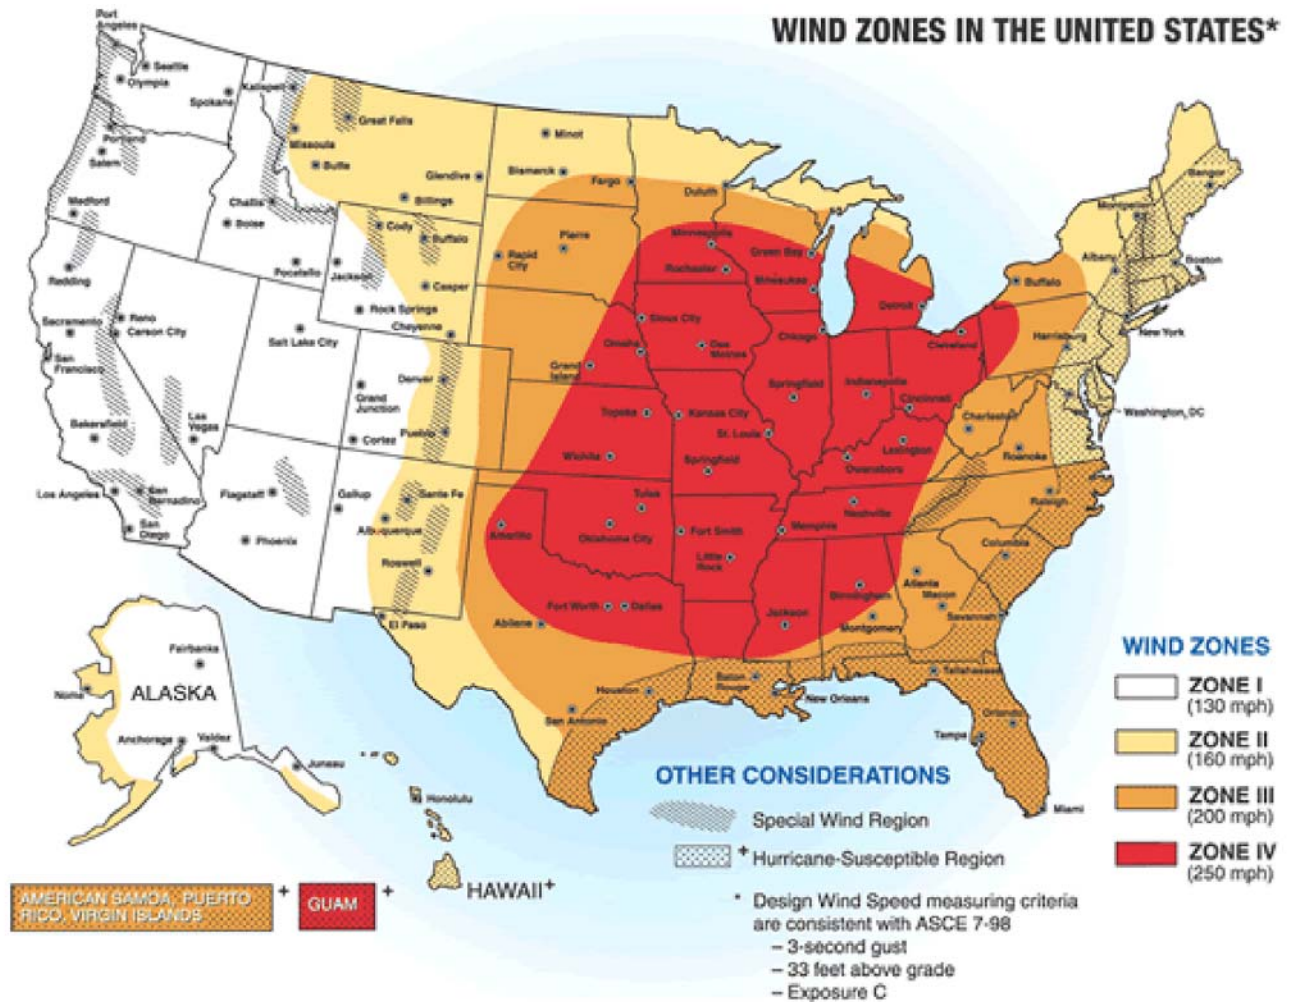 WIND ZONES IN THE UNITED STATES*
Port
Angeles
Seattle
Olympia
Spokane
Kalispell
Great Falls
Minot
Missoula
Butte
Glendive
Bismarck
Fargo
Duluth
Portland
Salem
Billings
Bangor
Medford
Challis
Boise
Cody
Buffalo
Pierre
Rapid
City
Minneapolis
Green Bay
Montpelier
Albany
Boston
Redding
Pocatello
Jackson
Casper
Rochester
Milwaukee
Buffalo
Detroit
Sacramento
Reno
Carson City
Rock Springs
Cheyenne
Salt Lake City
Sioux City
Omaha
Des
Moines
Chicago
Cleveland
Harrisburg
New York
San
Francisco
Denver
Grand
Junction
Grand
Island
Springfield
Indianapolis
Cincinnati
Charleston
Washington, DC
Bakersfield
Las
Vegas
Cortez
Pueblo
Topeka
Kansas City
St. Louis
Lexington
Roanoke
Wichita
Springfield
Owensboro
Los Angeles
San
Bernadino
Flagstaff
Gallup
Sante Fe
Tulsa
Nashville
Raleigh
San
Diego
Phoenix
Albuquerque
Amarillo
Oklahoma City
Fort Smith
Memphis
Roswell
Little
Rock
Columbia
Atlanta
Macon
Birmingham
El Paso
Abilene
Fort Worth
Dallas
Jackson
Montgomery
Savannah
Fairbanks
ALASKA
Nome
Anchorage
Valdez
Juneau
Houston
Baton
Rouge
New Orleans
Tallahassee
San Antonio
Orlando
Tampa
Miami
Honolulu
HAWAII+
WIND ZONES
ZONE I
(130 mph)
ZONE II
(160 mph)
ZONE III
(200 mph)
ZONE IV
(250 mph)
OTHER CONSIDERATIONS
Special Wind Region
+ Hurricane-Susceptible Region
* Design Wind Speed measuring criteria
are consistent with ASCE 7-98
– 3-second gust
– 33 feet above grade
– Exposure C
AMERICAN SAMOA, PUERTO
RICO, VIRGIN ISLANDS
+
GUAM
+